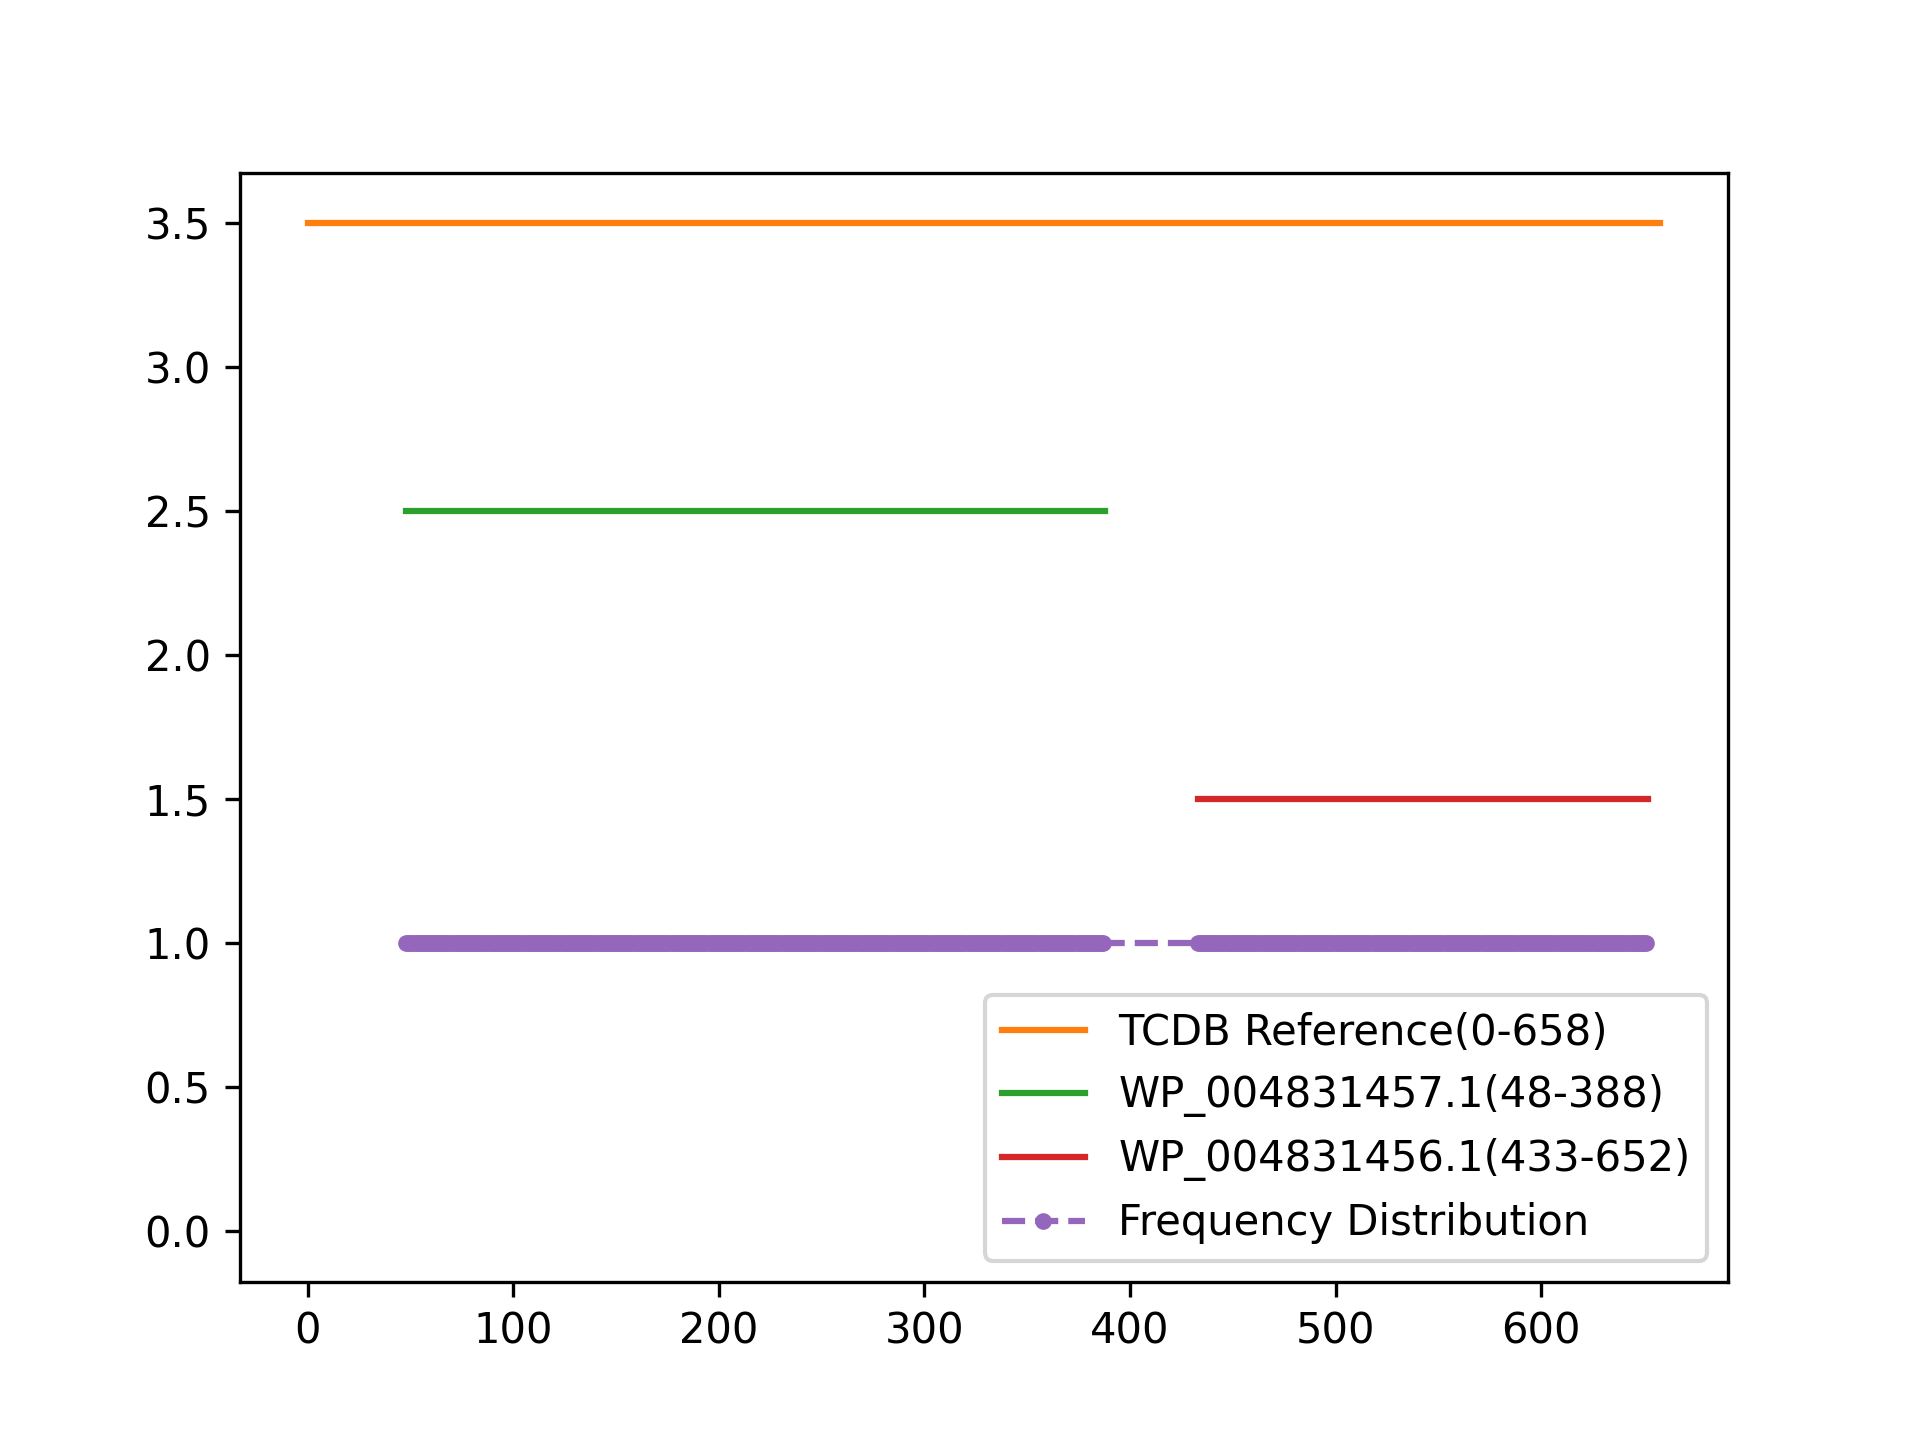 3.5
3.0
2.5
2.0
1.5
1.0
0.5
0.0
TCDB Reference(0-658)
WP_004831457.1(48-388)
WP_004831456.1(433-652)
Frequency Distribution
0 100 200 300 400 500 600